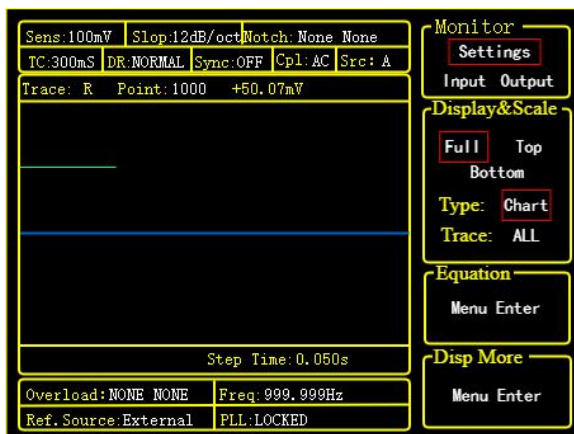 Sens:100mV Slop:12dB/oct Notch: None None
TC:300mS DR:NORMAL Sync:OFF Cpl: AC Src: A
Trace: R Point:1000 +50.07mV
Step Time:0.050s
Overload:NONE NONE Freq:999.999Hz
Ref.Source:External PLL:LOCKED
Monitor
Settings
Input Output
Display&Scale
Full Top
Bottom
Type: Chart
Trace: ALL
Equation
Menu Enter
Disp More
Menu Enter